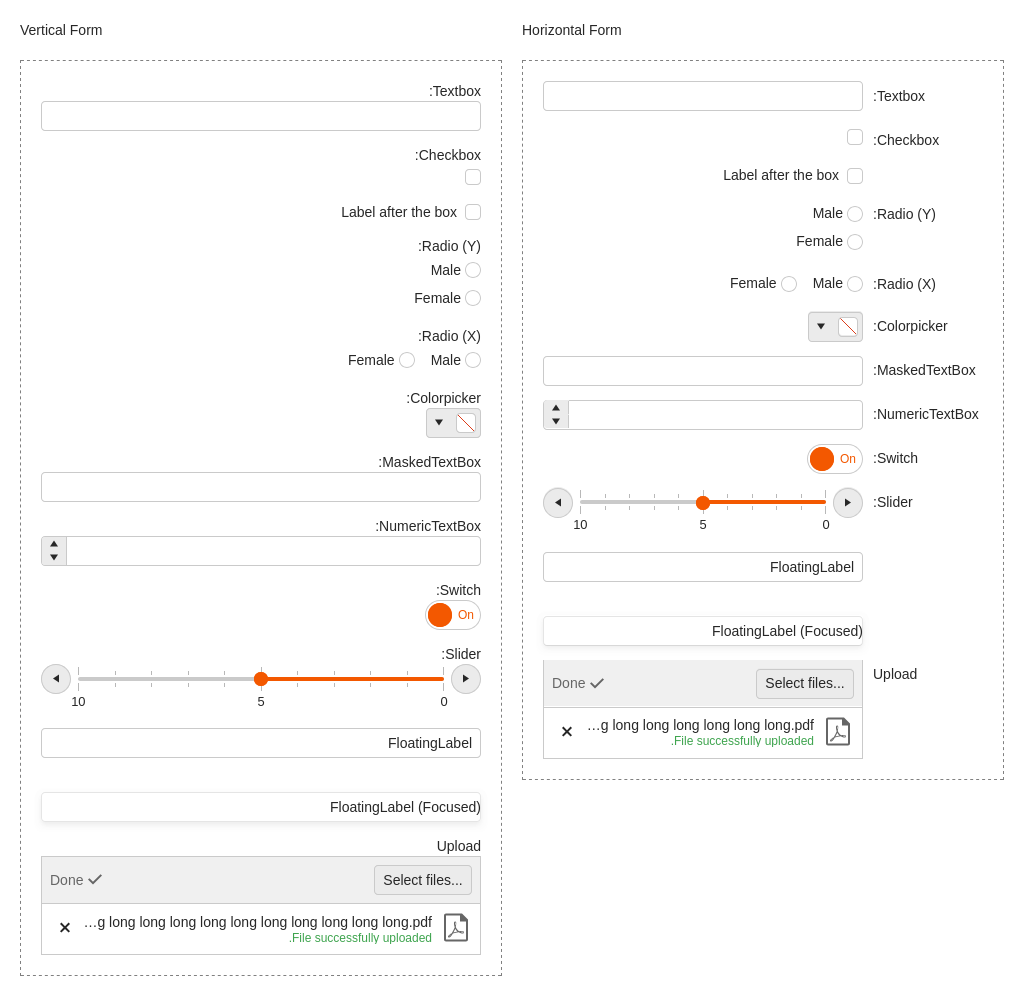 Vertical Form
:Textbox
:Checkbox
Label after the box
:Radio (Y)
Male
Female
:Radio (X)
Female Male
:Colorpicker
:MaskedTextBox
:NumericTextBox
:Switch
On
:Slider
10 5 0
FloatingLabel
FloatingLabel (Focused)
Upload
Done Select files...
...g long long long long long long long long long long.pdf
.File successfully uploaded
Horizontal Form
:Textbox
:Checkbox
Label after the box
Male :Radio (Y)
Female
Female Male :Radio (X)
:Colorpicker
:MaskedTextBox
:NumericTextBox
On :Switch
:Slider
10 5 0
FloatingLabel
FloatingLabel (Focused)
Done Select files... Upload
...g long long long long long long.pdf
.File successfully uploaded